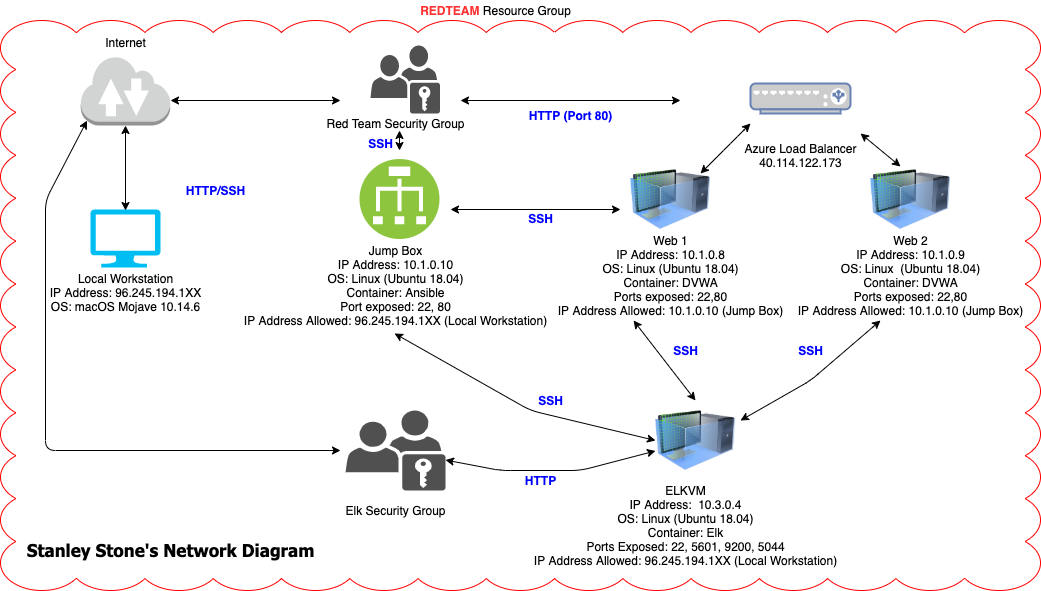 REDTEAM Resource Group
Internet
Red Team Security Group
HTTP (Port 80)
SSH
Azure Load Balancer
40.114.122.173
HTTP/SSH
SSH
Local Workstation
IP Address: 96.245.194.1XX
OS: macOS Mojave 10.14.6
Jump Box
IP Address: 10.1.0.10
OS: Linux (Ubuntu 18.04)
Container: Ansible
Port exposed: 22, 80
IP Address Allowed: 96.245.194.1XX (Local Workstation)
Web 1
IP Address: 10.1.0.8
OS: Linux (Ubuntu 18.04)
Container: DVWA
Ports exposed: 22,80
IP Address Allowed: 10.1.0.10 (Jump Box)
Web 2
IP Address: 10.1.0.9
OS: Linux  (Ubuntu 18.04)
Container: DVWA
Ports exposed: 22,80
IP Address Allowed: 10.1.0.10 (Jump Box)
SSH
SSH
SSH
HTTP
Elk Security Group
ELKVM
IP Address:  10.3.0.4
OS: Linux (Ubuntu 18.04)
Container: Elk
Ports Exposed: 22, 5601, 9200, 5044
IP Address Allowed: 96.245.194.1XX (Local Workstation)
Stanley Stone's Network Diagram